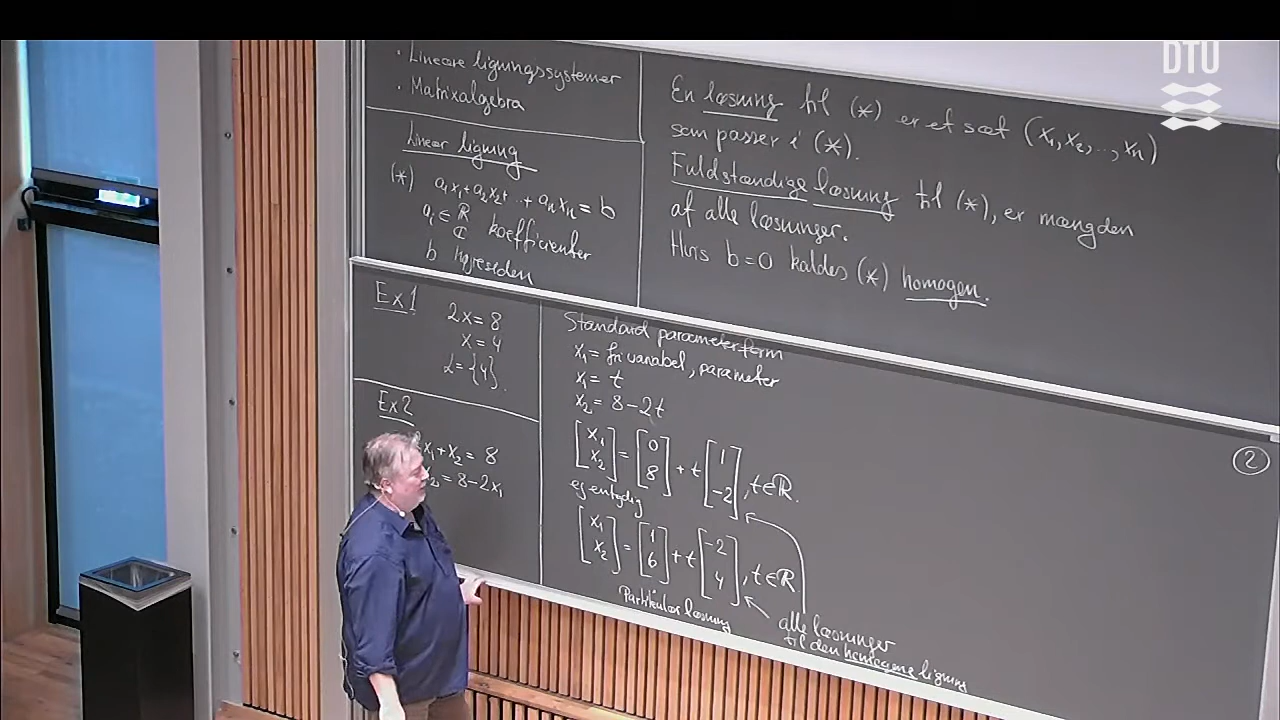 DTU
· Lineære ligningssystemer
· Matrixalgebra
Lineær ligning
(*) a₁x₁+a₂x₂+ ... + aₙxₙ = b
aᵢ ∈ ℝ koefficienter
ℂ
b højresiden
En løsning til (*) er et sæt (x₁, x₂, ..., xₙ)
som passer i (*).
Fuldstændige løsning til (*), er mængden
af alle løsninger.
Hvis b=0 kaldes (*) homogen.
Ex1
2x = 8
x = 4
L = {4}.
Ex2
x₁ + x₂ = 8
= 8 - 2x₁
Standard parameterform
x₁ = fri variabel, parameter
x₁ = t
x₂ = 8 - 2t
[x₁ x₂] = [0 8] + t [1 -2], t ∈ ℝ.
ej entydig
[x₁ x₂] = [1 6] + t [-2 4], t ∈ ℝ
Partikulær løsning
alle løsninger
til den homogene ligning
2